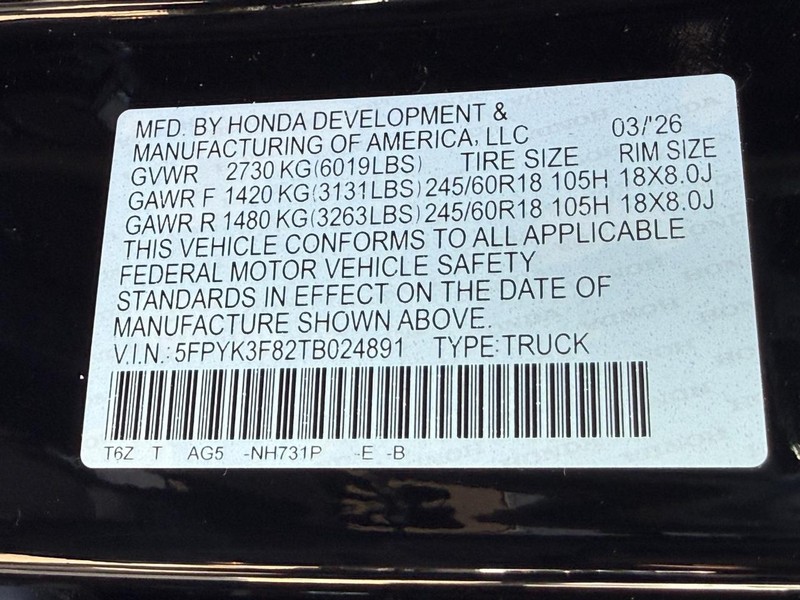 MFD. BY HONDA DEVELOPMENT &
MANUFACTURING OF AMERICA, LLC 03/'26
GVWR 2730 KG(6019LBS) TIRE SIZE RIM SIZE
GAWR F 1420 KG(3131LBS) 245/60R18 105H 18X8.0J
GAWR R 1480 KG(3263LBS) 245/60R18 105H 18X8.0J
THIS VEHICLE CONFORMS TO ALL APPLICABLE
FEDERAL MOTOR VEHICLE SAFETY
STANDARDS IN EFFECT ON THE DATE OF
MANUFACTURE SHOWN ABOVE.
V.I.N.:5FPYK3F82TB024891 TYPE:TRUCK
T6Z T AG5 -NH731P -E -B